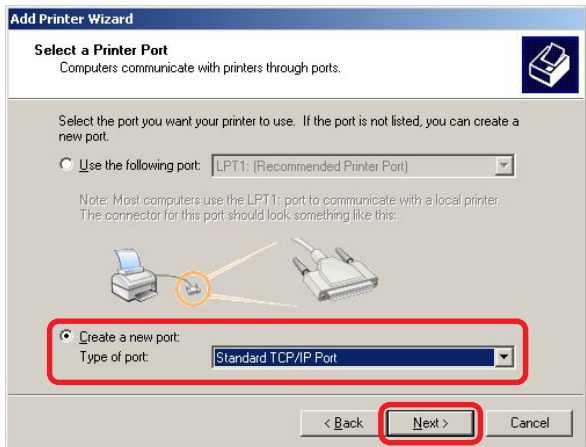 Add Printer Wizard
Select a Printer Port
Computers communicate with printers through ports.
Select the port you want your printer to use. If the port is not listed, you can create a
new port.
Use the following port: LPT1: (Recommended Printer Port)
Note: Most computers use the LPT1: port to communicate with a local printer.
The connector for this port should look something like this:
Create a new port:
Type of port: Standard TCP/IP Port
< Back Next > Cancel